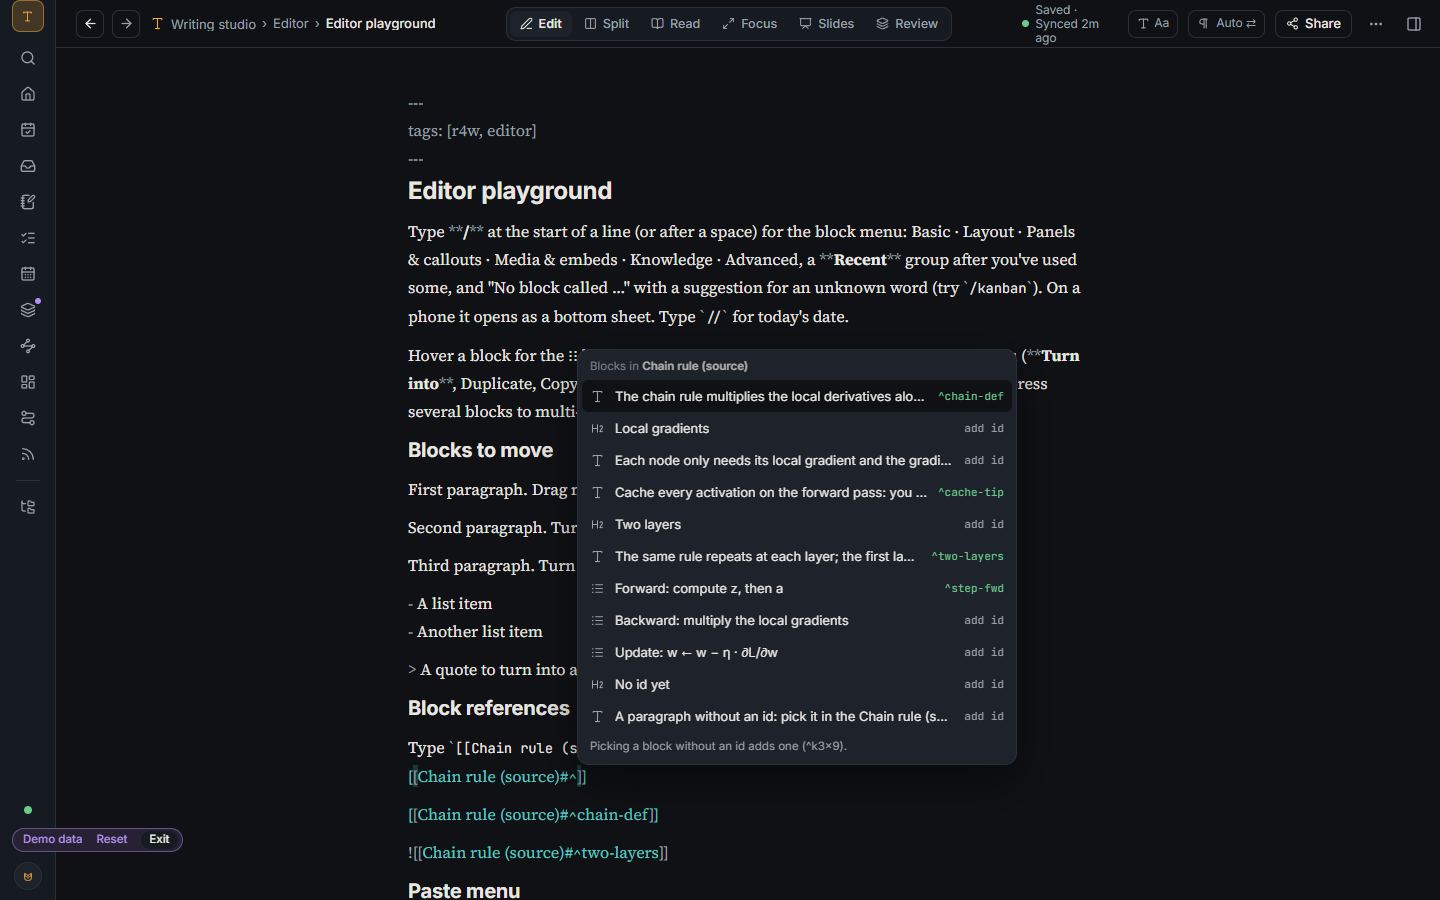 T
T Writing studio › Editor › Editor playground
Edit Split Read Focus Slides Review
Saved · Synced 2m ago
T Aa
¶ Auto ⇄
Share
---
tags: [r4w, editor]
---
Editor playground
Type **/** at the start of a line (or after a space) for the block menu: Basic · Layout · Panels
& callouts · Media & embeds · Knowledge · Advanced, a **Recent** group after you've used
some, and "No block called ..." with a suggestion for an unknown word (try `/kanban`). On a
phone it opens as a bottom sheet. Type `//` for today's date.
Hover a block for the ⠿ (**Turn
into**, Duplicate, Copy ress
several blocks to multi-
Blocks to move
First paragraph. Drag
Second paragraph. Tur
Third paragraph. Turn
- A list item
- Another list item
> A quote to turn into a
Block references
Type `[[Chain rule (s
[[Chain rule (source)#^]]
[[Chain rule (source)#^chain-def]]
![[Chain rule (source)#^two-layers]]
Paste menu
Blocks in Chain rule (source)
T The chain rule multiplies the local derivatives alo... ^chain-def
H2 Local gradients add id
T Each node only needs its local gradient and the gradi... add id
T Cache every activation on the forward pass: you ... ^cache-tip
H2 Two layers add id
T The same rule repeats at each layer; the first la... ^two-layers
Forward: compute z, then a ^step-fwd
Backward: multiply the local gradients add id
Update: w ← w − η · ∂L/∂w add id
H2 No id yet add id
T A paragraph without an id: pick it in the Chain rule (s... add id
Picking a block without an id adds one (^k3x9).
Demo data Reset Exit